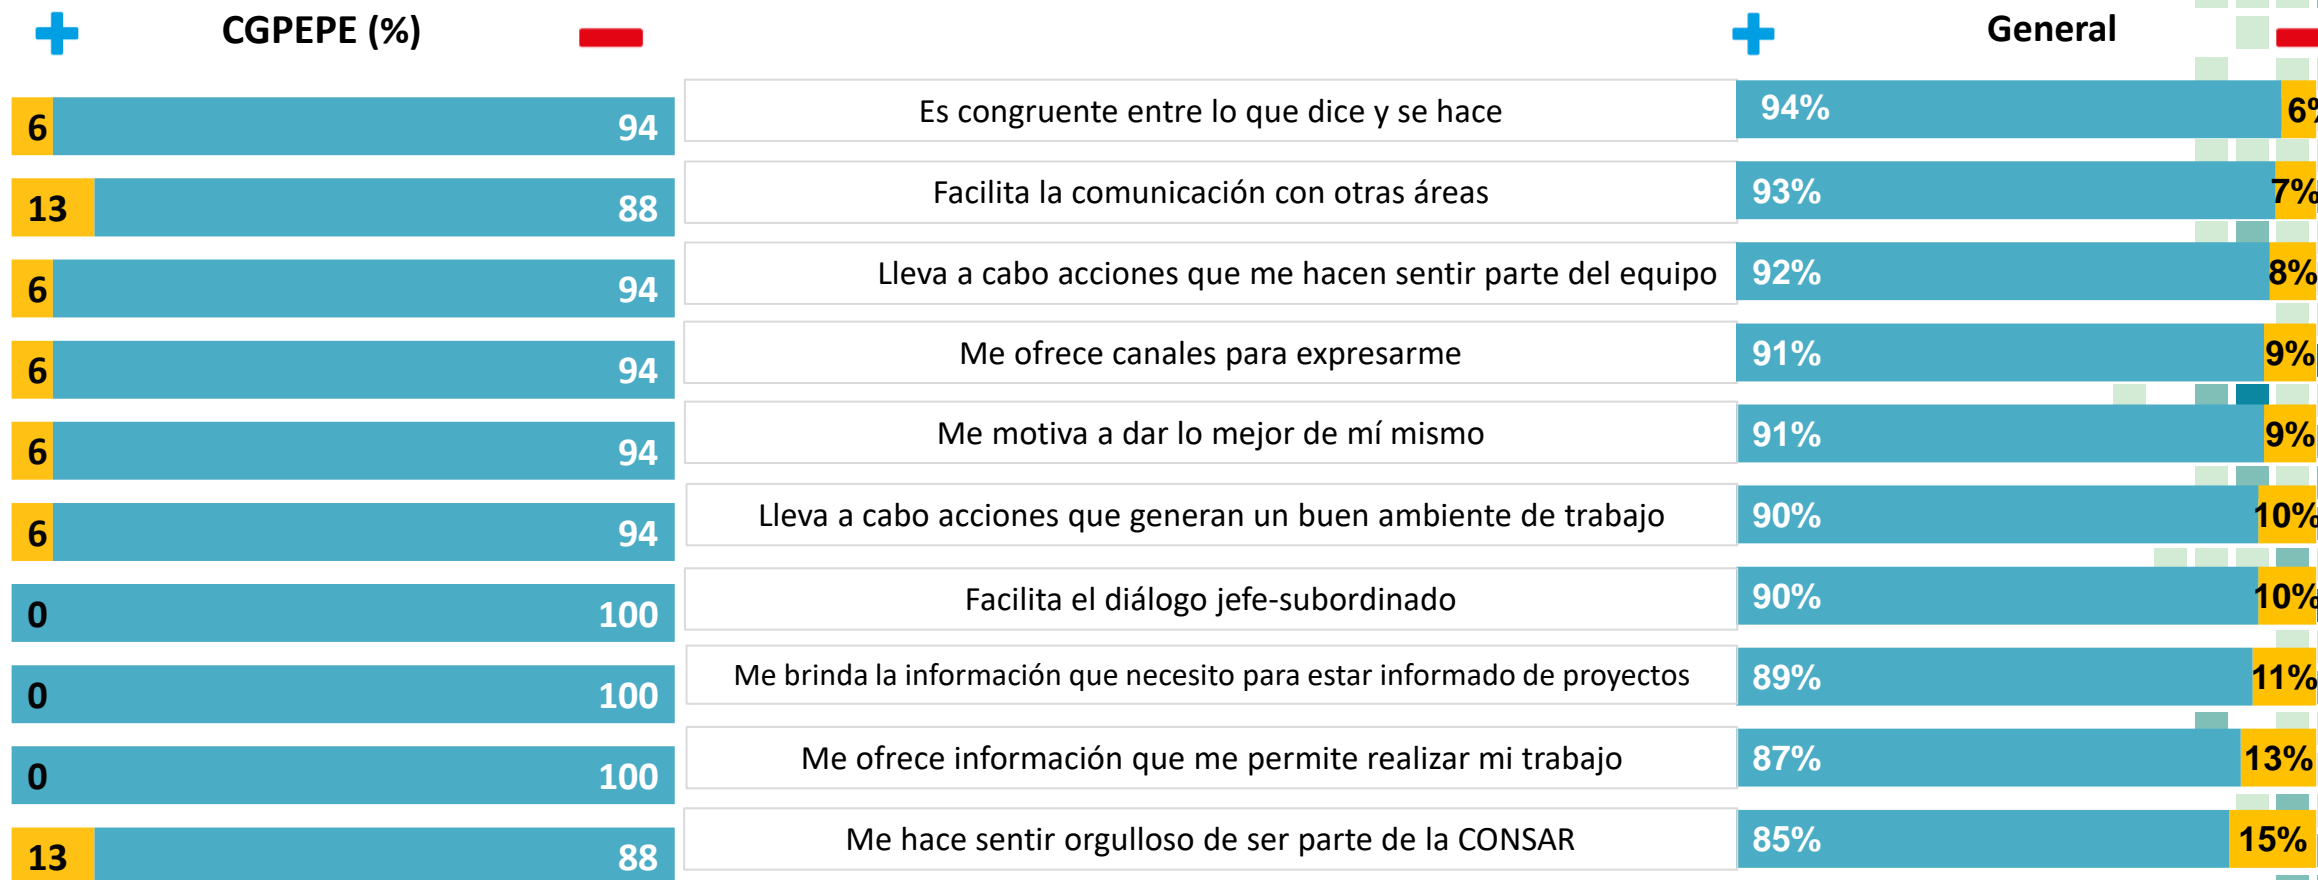 CGPEPE (%) General
6 94 Es congruente entre lo que dice y se hace 94% 6%
13 88 Facilita la comunicación con otras áreas 93% 7%
6 94 Lleva a cabo acciones que me hacen sentir parte del equipo 92% 8%
6 94 Me ofrece canales para expresarme 91% 9%
6 94 Me motiva a dar lo mejor de mí mismo 91% 9%
6 94 Lleva a cabo acciones que generan un buen ambiente de trabajo 90% 10%
0 100 Facilita el diálogo jefe-subordinado 90% 10%
0 100 Me brinda la información que necesito para estar informado de proyectos 89% 11%
0 100 Me ofrece información que me permite realizar mi trabajo 87% 13%
13 88 Me hace sentir orgulloso de ser parte de la CONSAR 85% 15%